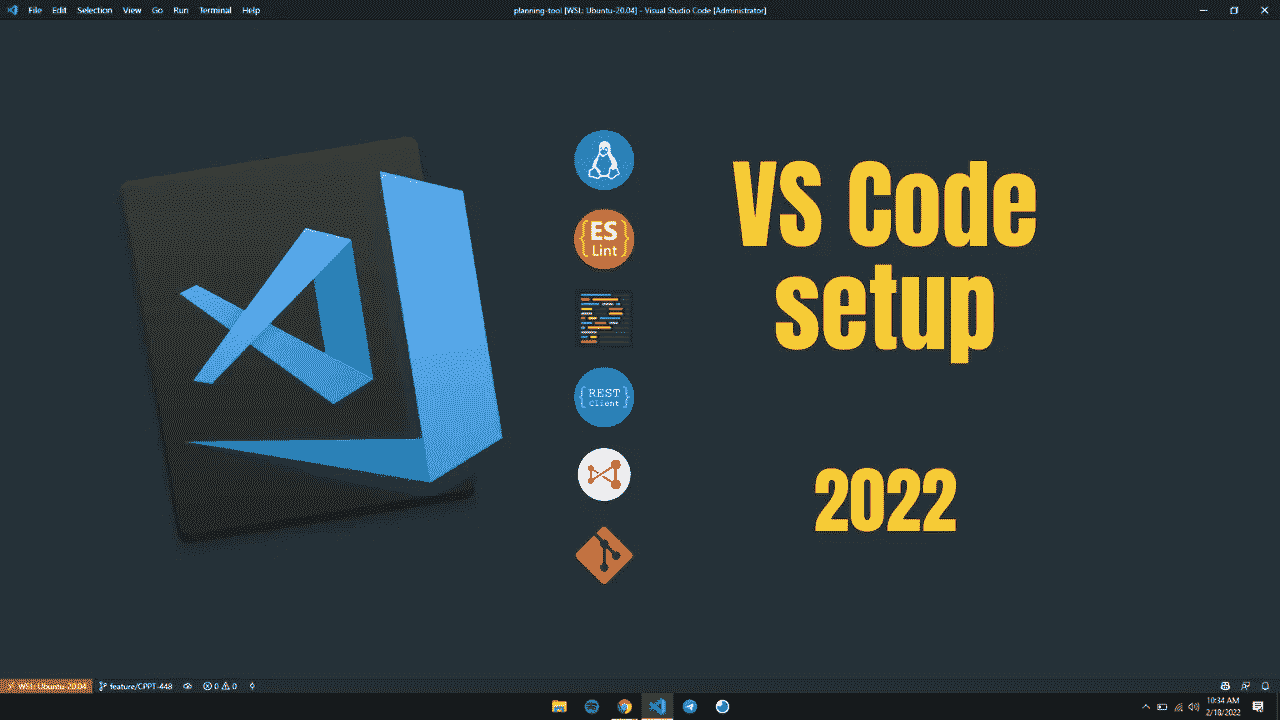 File Edit Selection View Go Run Terminal Help
planning-tool [WSL: Ubuntu-20.04] - Visual Studio Code [Administrator]
VS Code
setup
2022
ES
Lint
REST
Client
WSL: Ubuntu-20.04 feature/CPPT-448 0 0
10:34 AM
2/18/2022